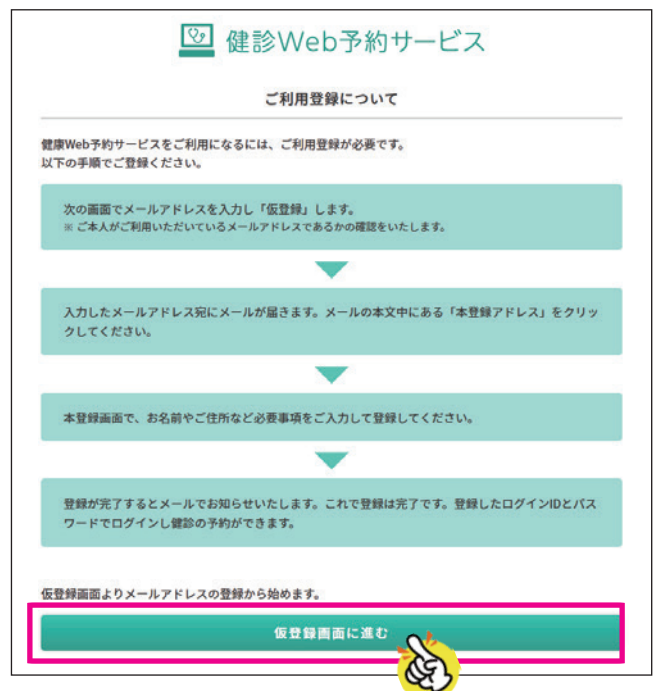 健診Web予約サービス
ご利用登録について
健康Web予約サービスをご利用になるには、ご利用登録が必要です。
以下の手順でご登録ください。
次の画面でメールアドレスを入力し「仮登録」します。
※ ご本人がご利用いただいているメールアドレスであるかの確認をいたします。
入力したメールアドレス宛にメールが届きます。メールの本文中にある「本登録アドレス」をクリッ
クしてください。
本登録画面で、お名前やご住所など必要事項をご入力して登録してください。
登録が完了するとメールでお知らせいたします。これで登録は完了です。登録したログインIDとパス
ワードでログインし健診の予約ができます。
仮登録画面よりメールアドレスの登録から始めます。
仮登録画面に進む